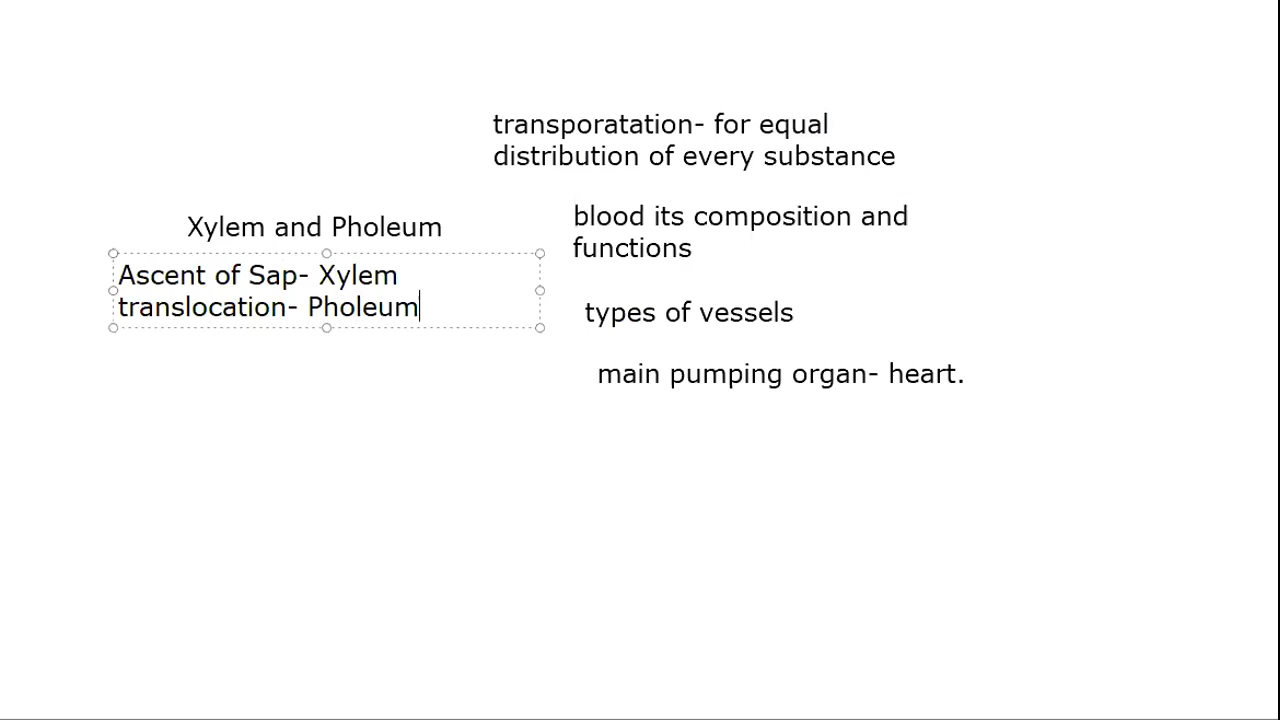 transporatation- for equal
distribution of every substance
Xylem and Pholeum
Ascent of Sap- Xylem
translocation- Pholeum
blood its composition and
functions
types of vessels
main pumping organ- heart.